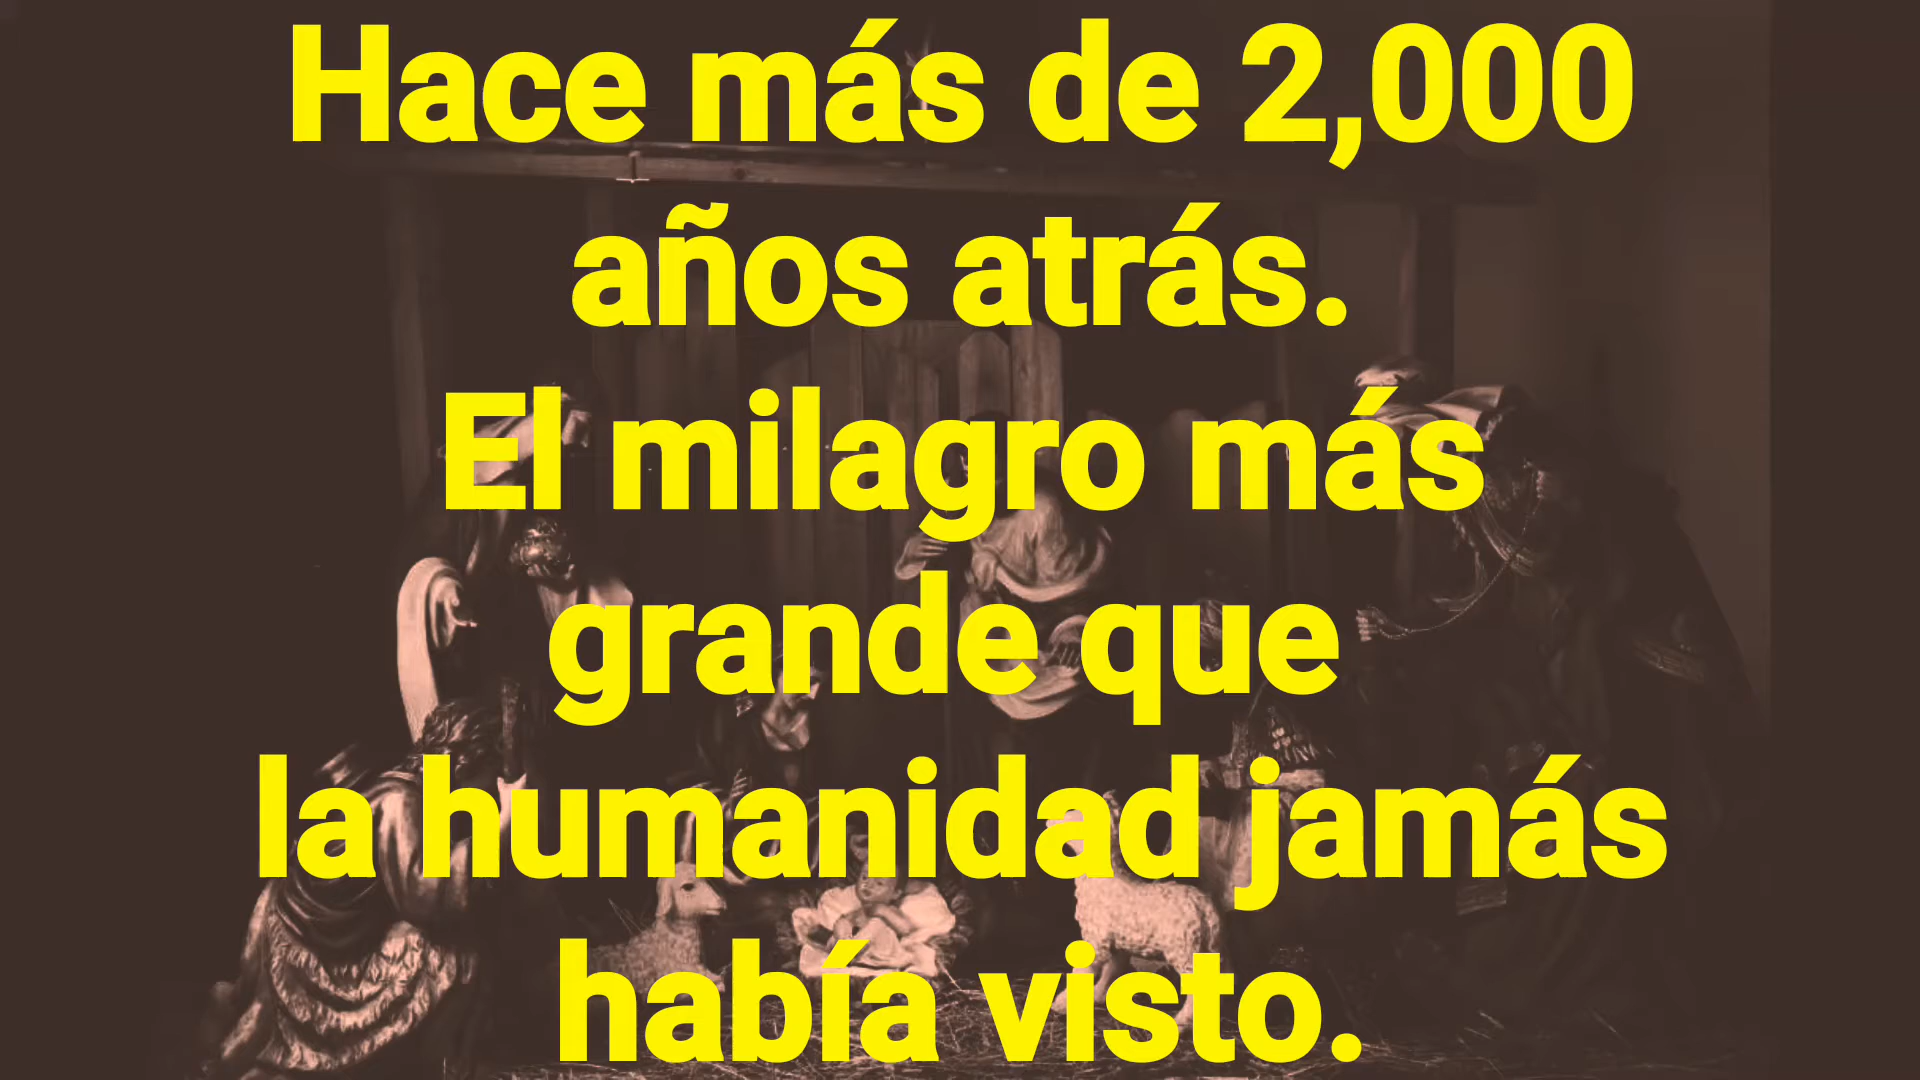 Hace más de 2,000
años atrás.
El milagro más
grande que
la humanidad jamás
había visto.